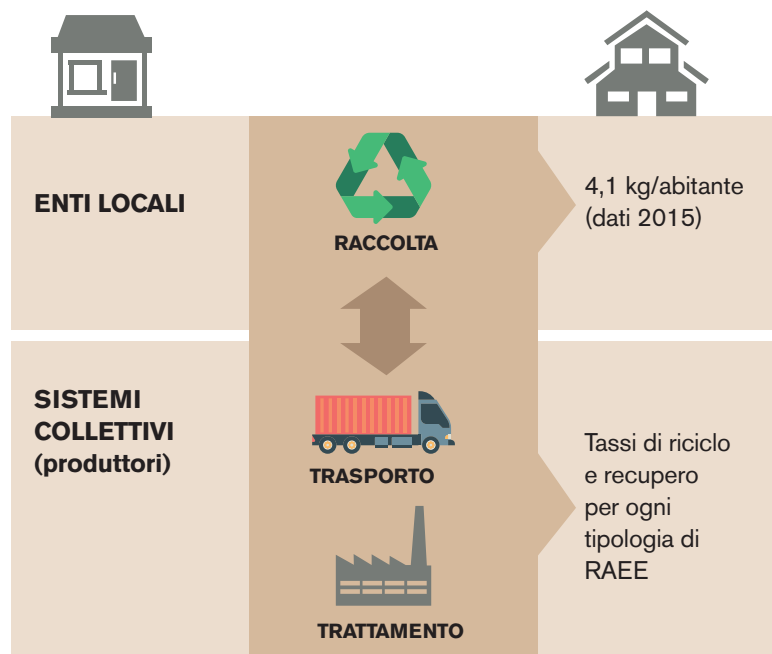 ENTI LOCALI
RACCOLTA
4,1 kg/abitante
(dati 2015)
SISTEMI
COLLETTIVI
(produttori)
TRASPORTO
TRATTAMENTO
Tassi di riciclo
e recupero
per ogni
tipologia di
RAEE